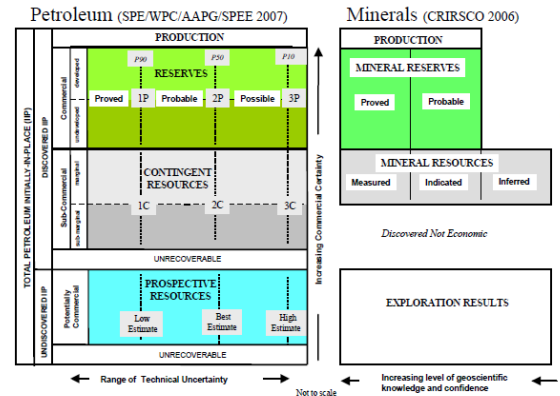 Petroleum (SPE/WPC/AAPG/SPEE 2007)
Minerals (CRIRSCO 2006)
TOTAL PETROLEUM INITIALLY-IN-PLACE (IIP)
DISCOVERED IIP
UNDISCOVERED IIP
Commercial
Sub-Commercial
Potentially
Commercial
developed
undeveloped
marginal
sub-marginal
PRODUCTION
P90
P50
P10
RESERVES
Proved
1P
Probable
2P
Possible
3P
CONTINGENT
RESOURCES
1C
2C
3C
UNRECOVERABLE
PROSPECTIVE
RESOURCES
Low
Estimate
Best
Estimate
High
Estimate
UNRECOVERABLE
Range of Technical Uncertainty
Increasing Commercial Certainty
Not to scale
PRODUCTION
MINERAL RESERVES
Proved
Probable
MINERAL RESOURCES
Measured
Indicated
Inferred
Discovered Not Economic
EXPLORATION RESULTS
Increasing level of geoscientific
knowledge and confidence